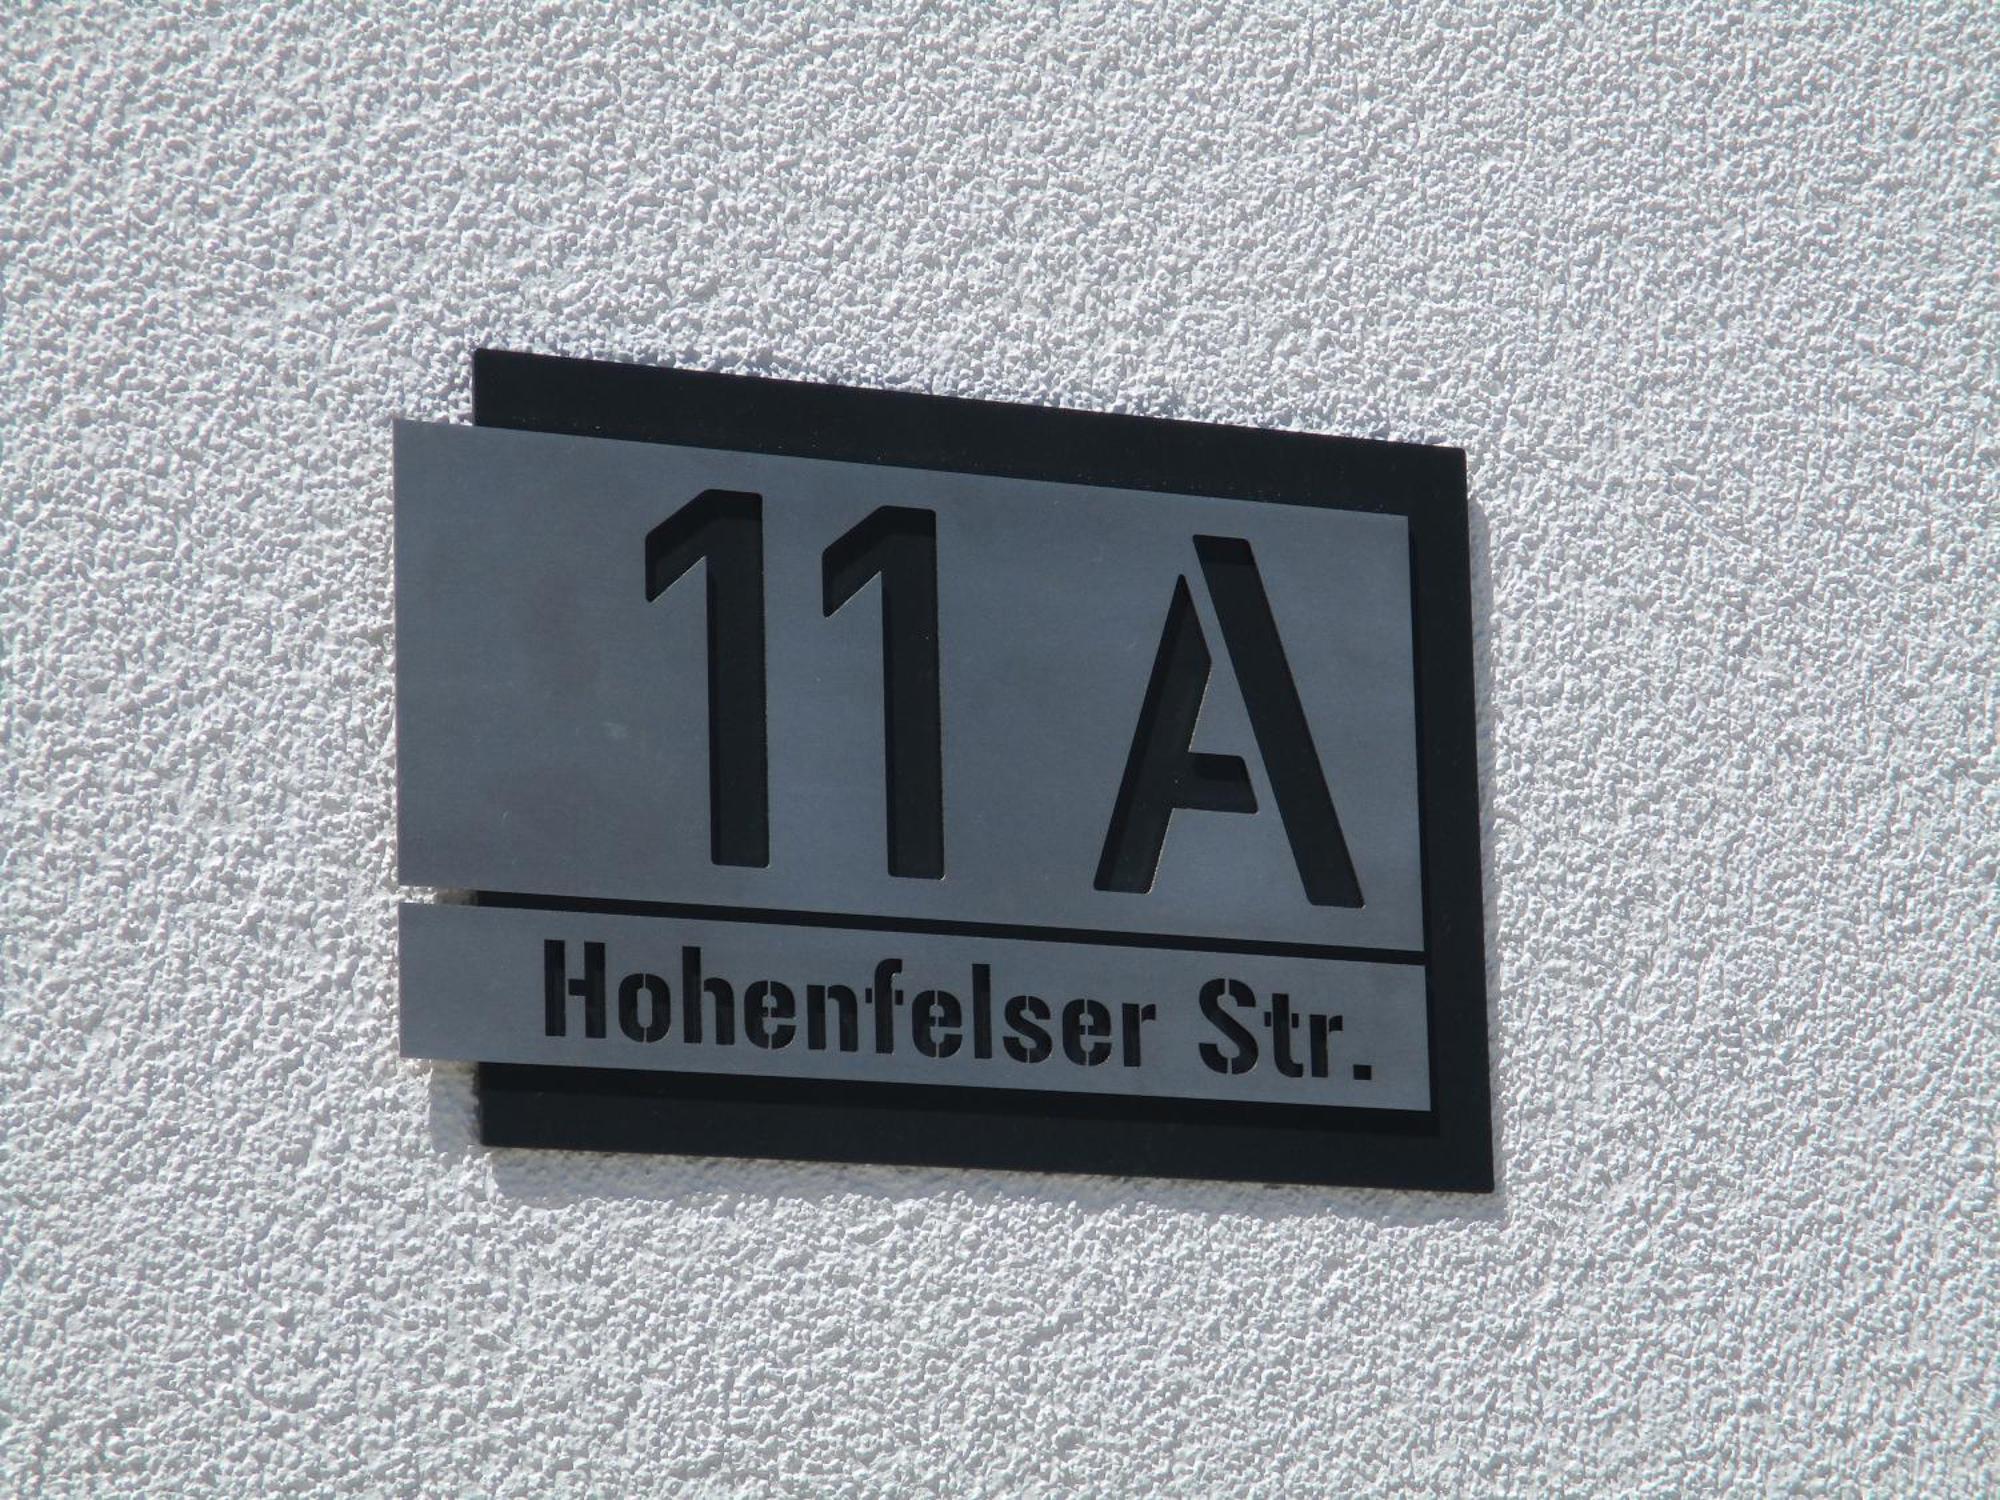 11 A
Hohenfelser Str.